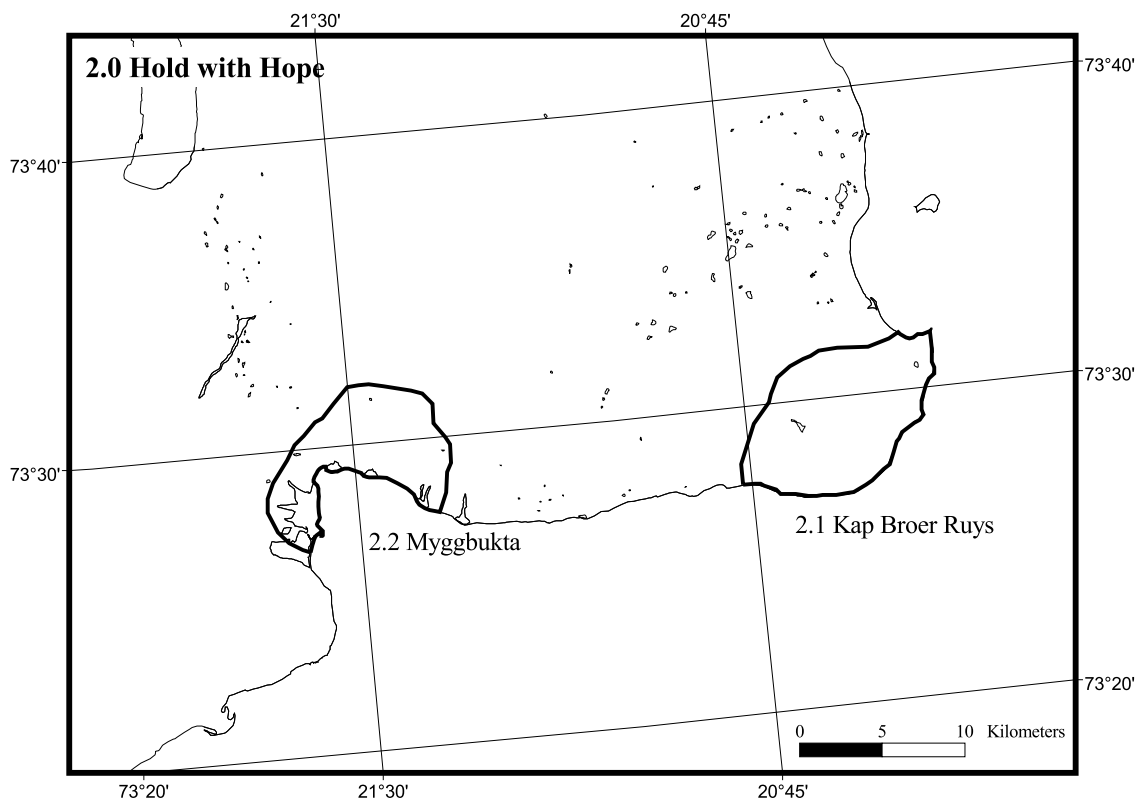 21°30' 20°45'
2.0 Hold with Hope
73°40'
73°40'
73°30'
73°30'
2.1 Kap Broer Ruys
2.2 Myggbukta
73°20'
0 5 10 Kilometers
73°20' 21°30' 20°45'